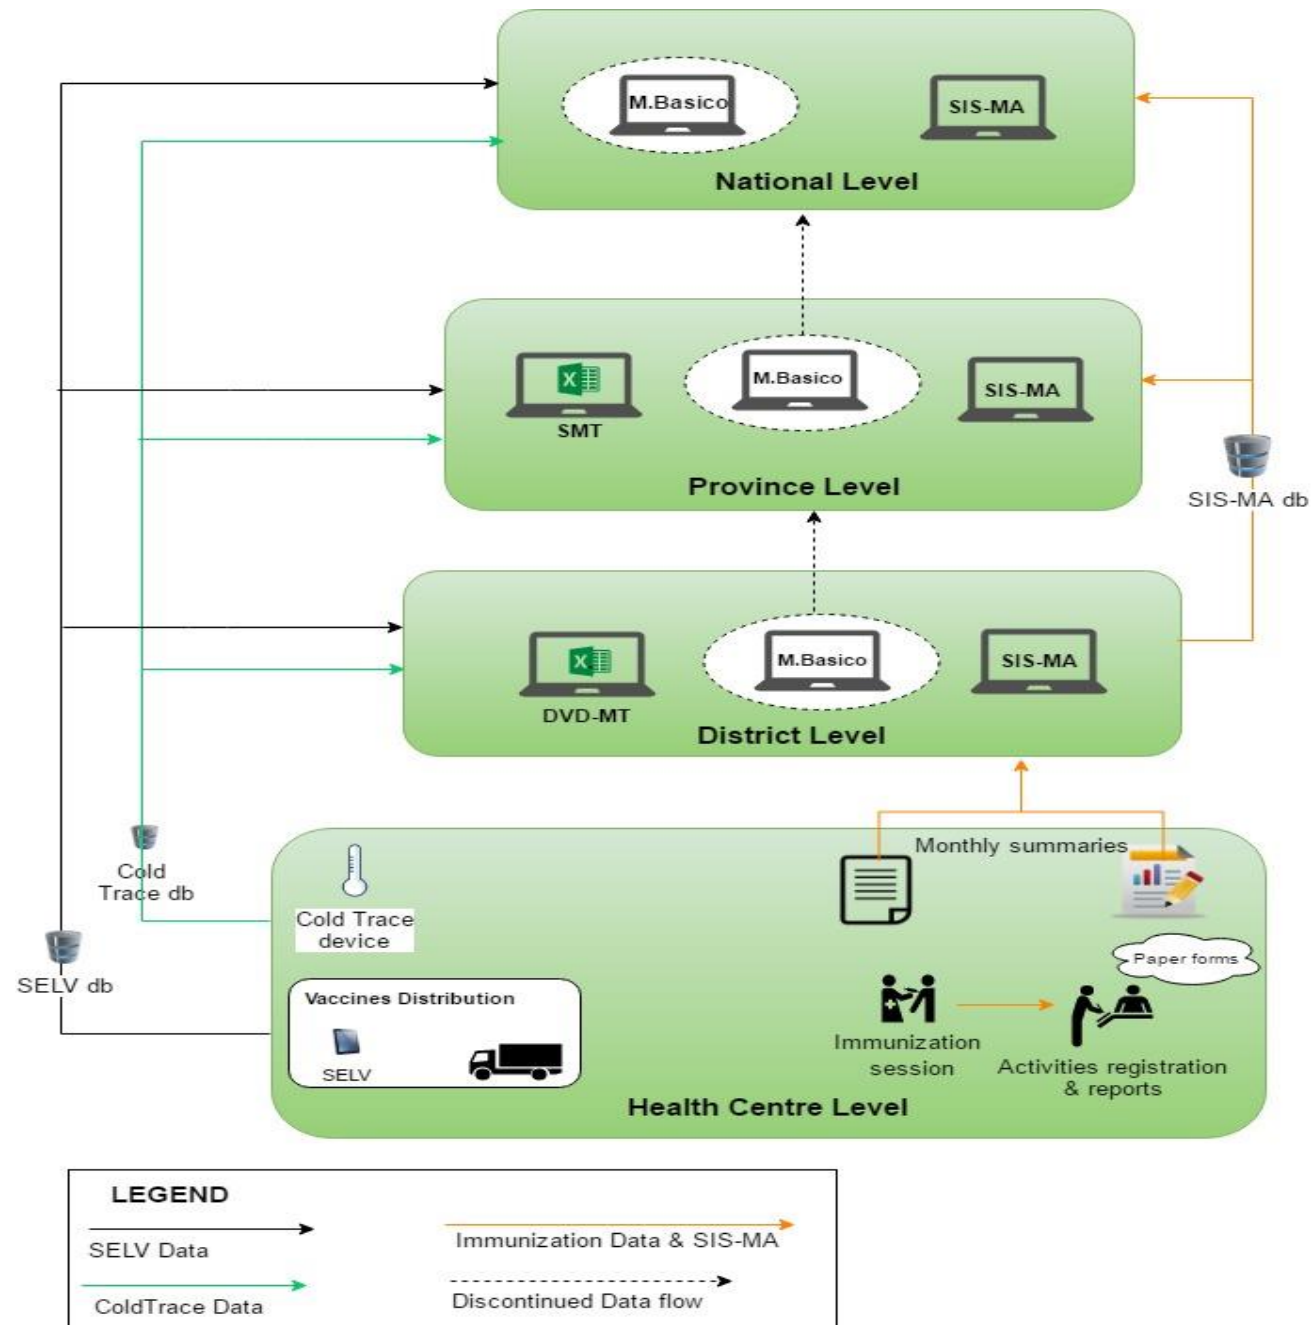 M.Basico
SIS-MA
National Level
M.Basico
SIS-MA
SMT
Province Level
SIS-MA db
M.Basico
SIS-MA
DVD-MT
District Level
Monthly summaries
Cold
Trace db
Cold Trace
device
Paper forms
SELV db
Vaccines Distribution
SELV
Immunization
session
Activities registration
& reports
Health Centre Level
LEGEND
SELV Data
Immunization Data & SIS-MA
ColdTrace Data
Discontinued Data flow